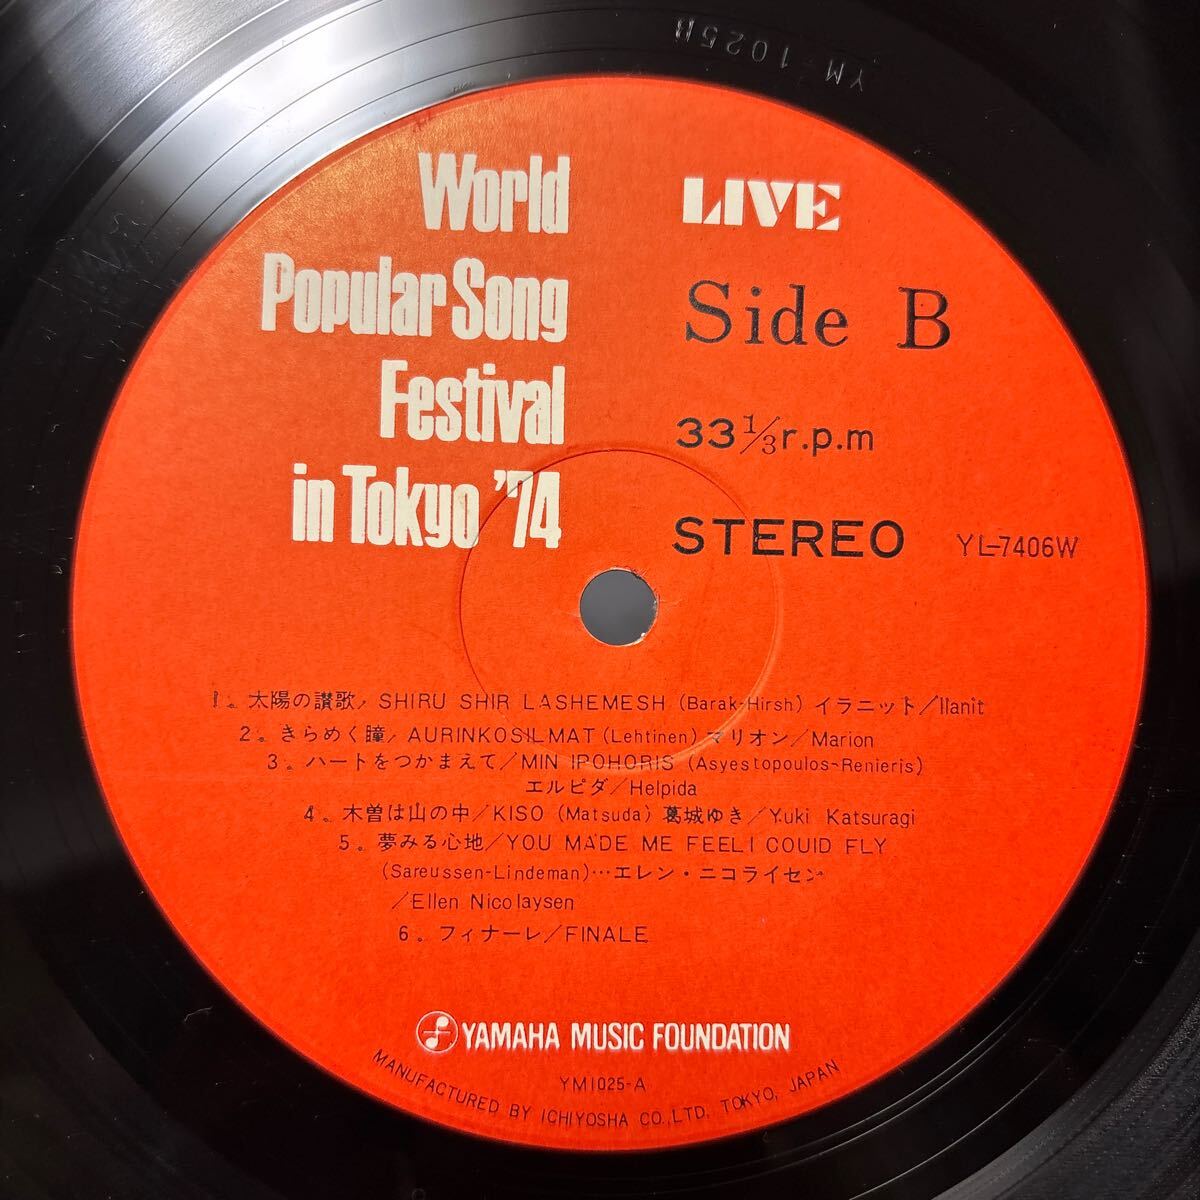 YM-1025B
World
Popular Song
Festival
in Tokyo '74
LIVE
Side B
33 1/3 r.p.m
STEREO YL-7406W
1。太陽の讃歌/SHIRU SHIR LASHEMESH (Barak-Hirsh) イラニット/Ilanit
2。きらめく瞳/AURINKOSILMAT (Lehtinen) マリオン/Marion
3。ハートをつかまえて/MIN IPOHORIS (Asyestopoulos-Renieris)
エルピダ/Helpida
4。木曽は山の中/KISO (Matsuda) 葛城ゆき/Yuki Katsuragi
5。夢みる心地/YOU MADE ME FEEL I COUID FLY
(Sareussen-Lindeman)…エレン・ニコライセン
/Ellen Nicolaysen
6。フィナーレ/FINALE
YAMAHA MUSIC FOUNDATION
YM1025-A
MANUFACTURED BY ICHIYOSHA CO.,LTD, TOKYO, JAPAN